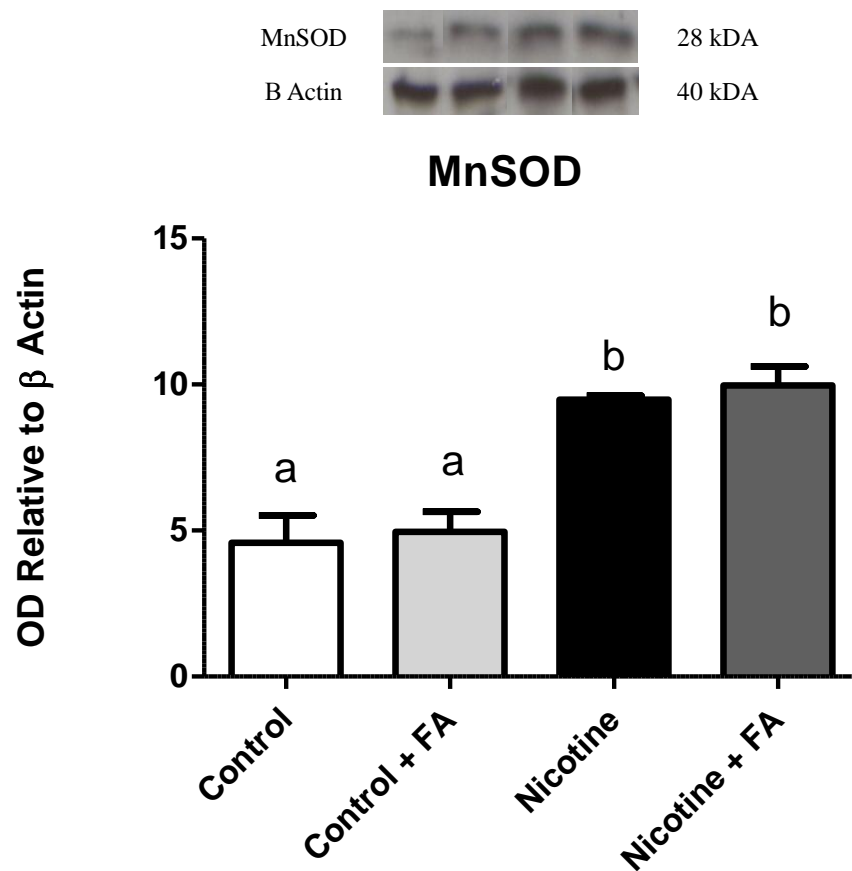 MnSOD 28 kDA
B Actin 40 kDA
MnSOD
OD Relative to β Actin
15
10
5
0
a
a
b
b
Control
Control + FA
Nicotine
Nicotine + FA